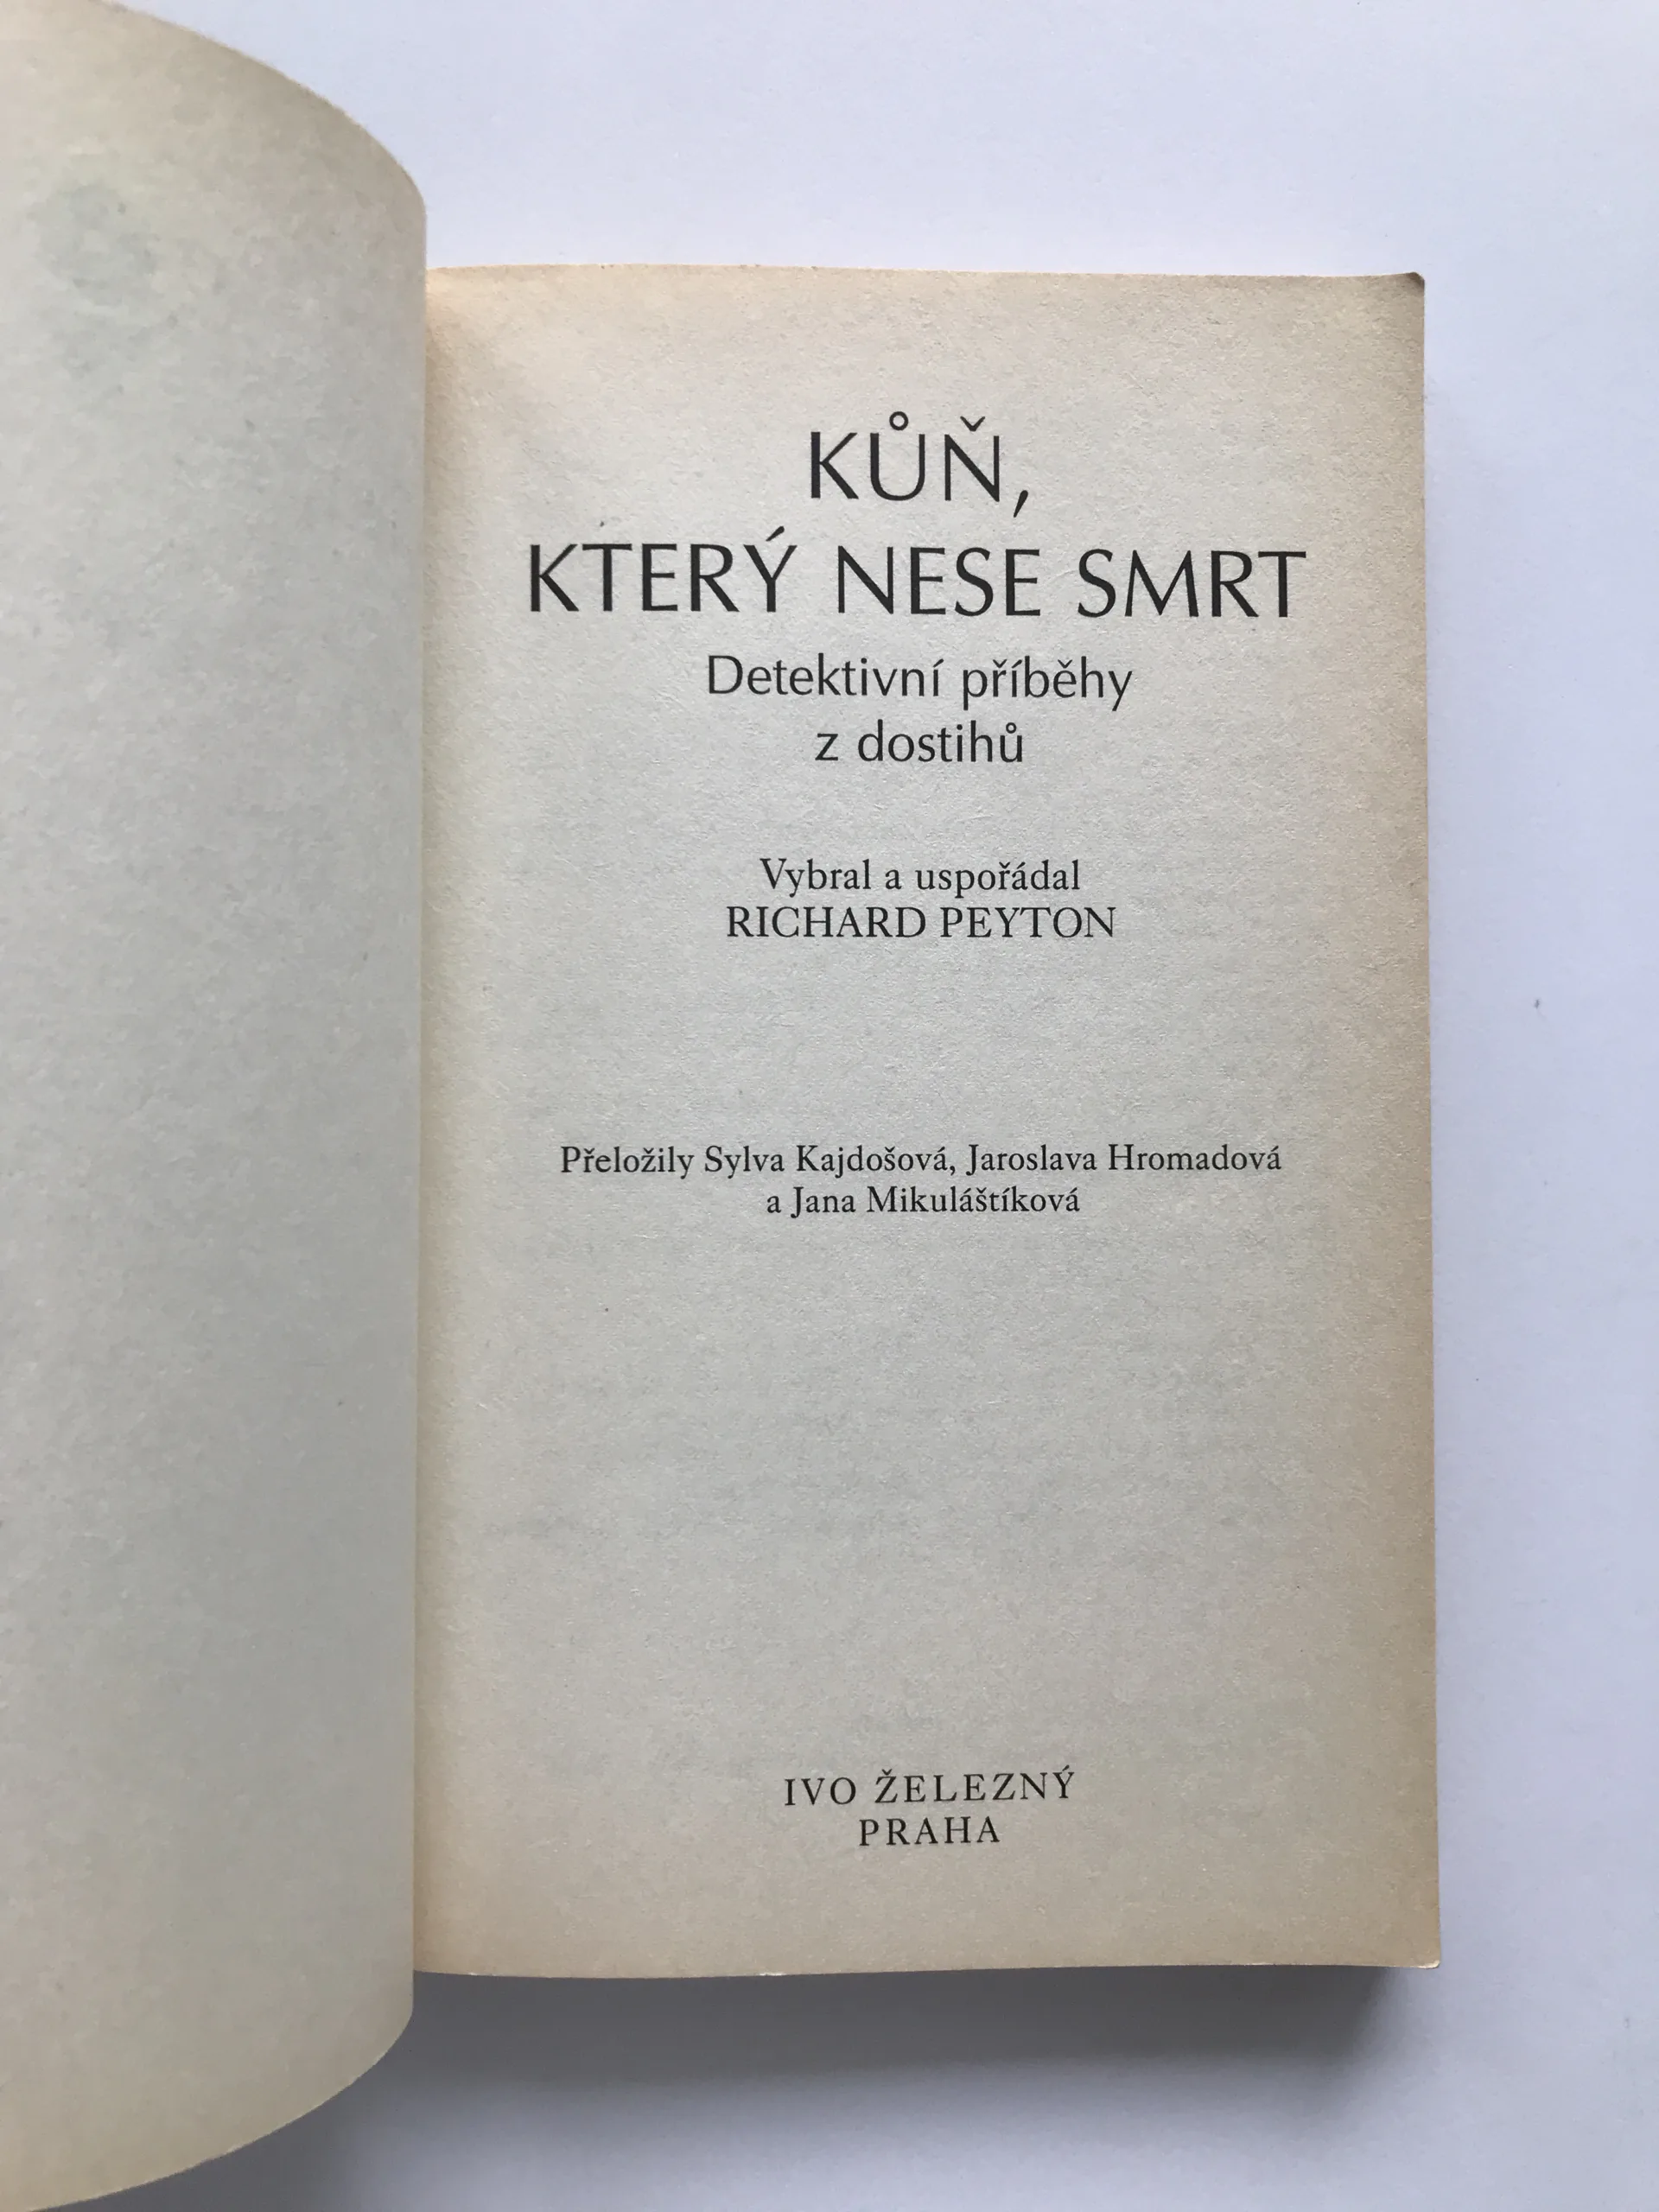 KŮŇ,
KTERÝ NESE SMRT
Detektivní příběhy
z dostihů
Vybral a uspořádal
RICHARD PEYTON
Přeložily Sylva Kajdošová, Jaroslava Hromadová
a Jana Mikuláštíková
IVO ŽELEZNÝ
PRAHA